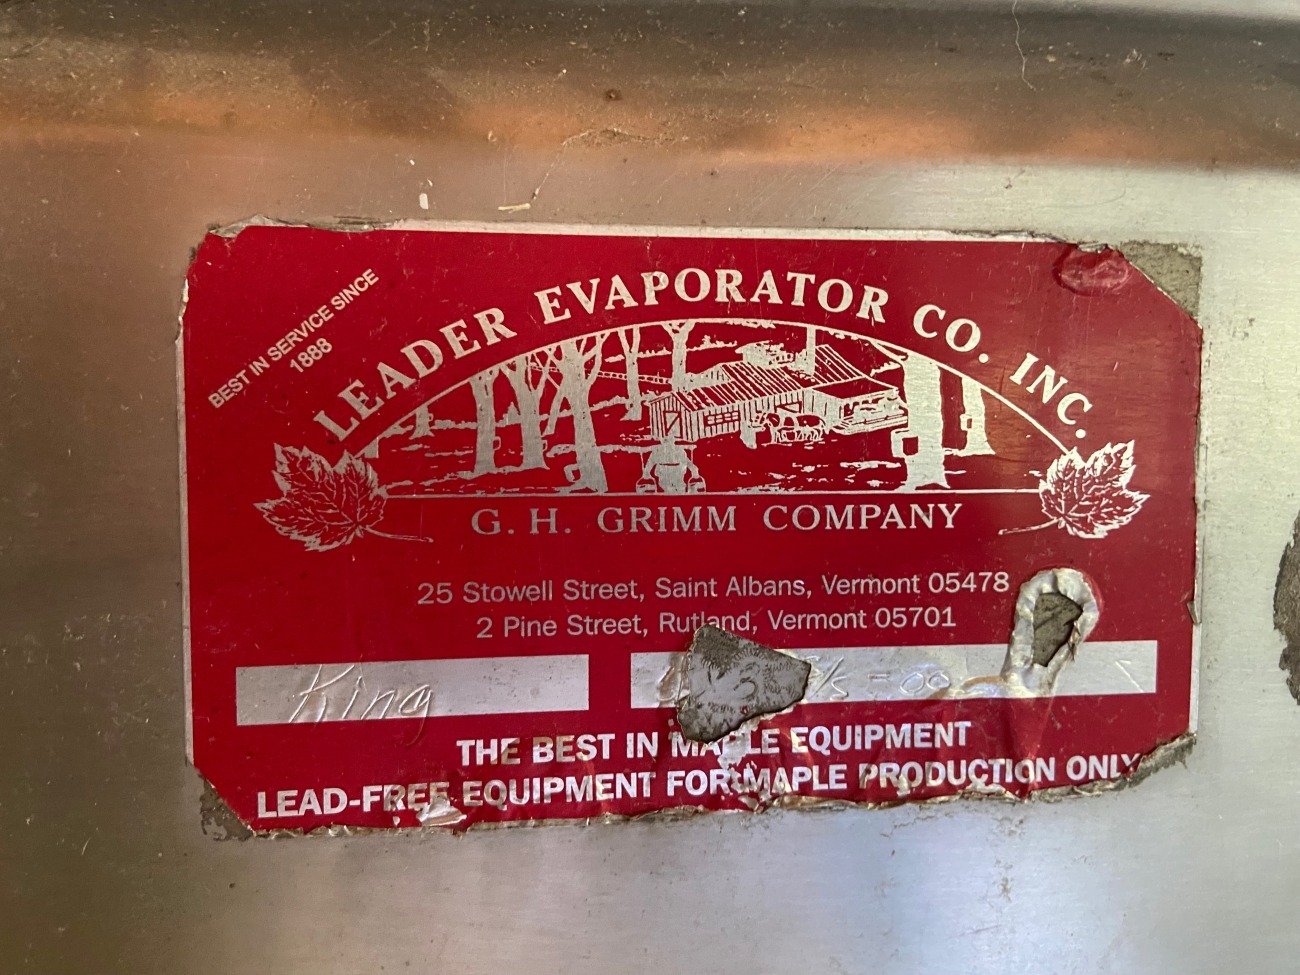 BEST IN SERVICE SINCE
1888
LEADER EVAPORATOR CO. INC.
G. H. GRIMM COMPANY
25 Stowell Street, Saint Albans, Vermont 05478
2 Pine Street, Rutland, Vermont 05701
King
THE BEST IN MAPLE EQUIPMENT
LEAD-FREE EQUIPMENT FOR MAPLE PRODUCTION ONLY